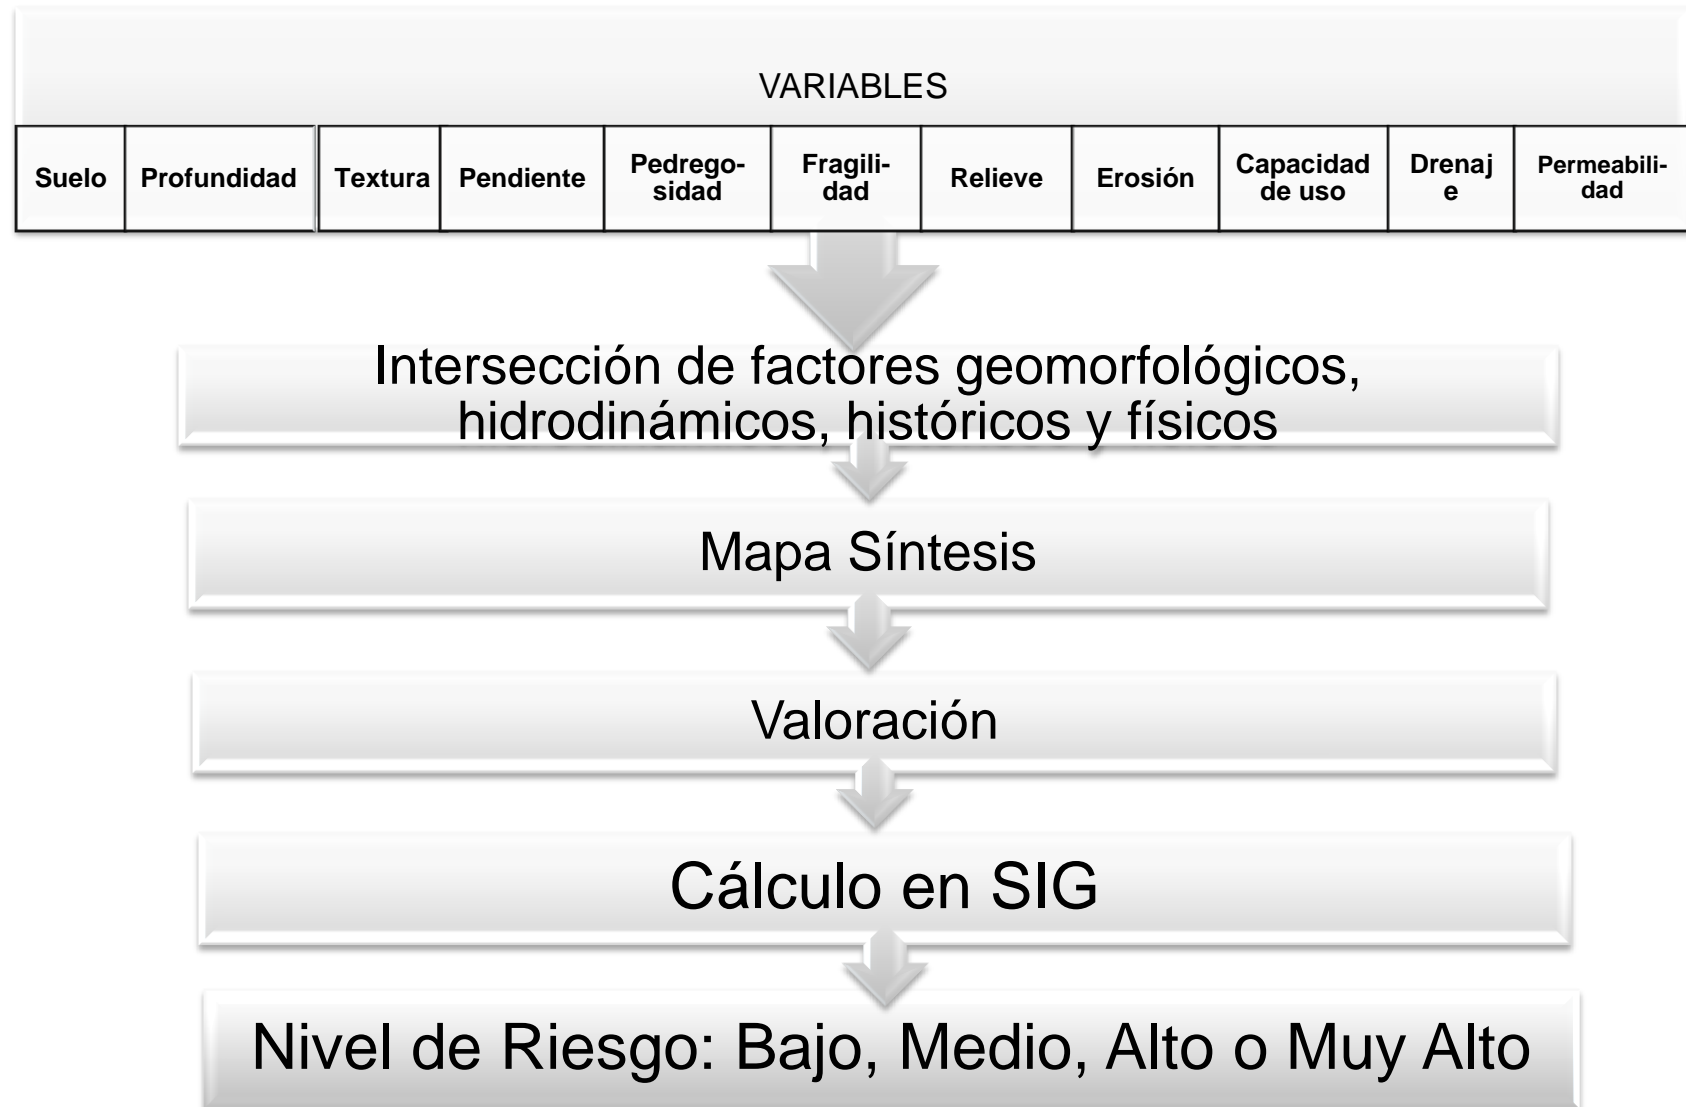 VARIABLES
Suelo Profundidad Textura Pendiente Pedrego- Fragili- Relieve Erosión Capacidad Drenaj Permeabili-
sidad dad de uso e dad
Intersección de factores geomorfológicos,
hidrodinámicos, históricos y físicos
Mapa Síntesis
Valoración
Cálculo en SIG
Nivel de Riesgo: Bajo, Medio, Alto o Muy Alto